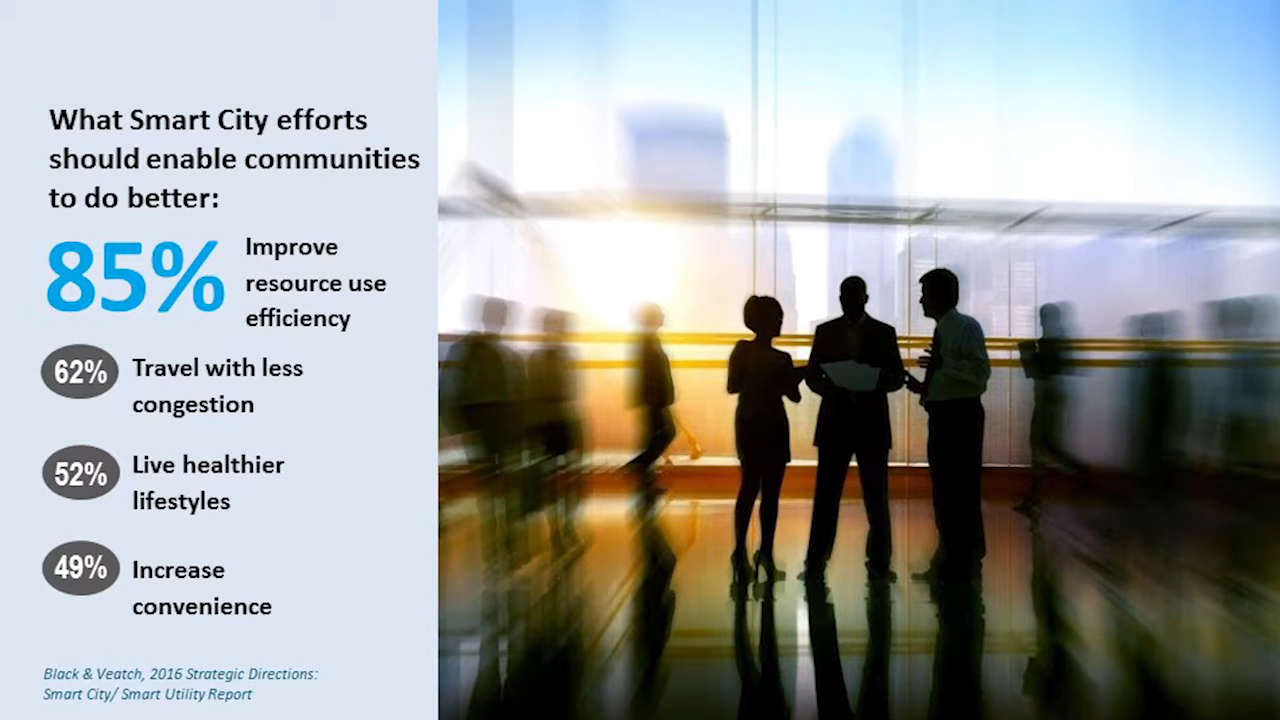 What Smart City efforts
should enable communities
to do better:
85%
Improve
resource use
efficiency
62%
Travel with less
congestion
52%
Live healthier
lifestyles
49%
Increase
convenience
Black & Veatch, 2016 Strategic Directions:
Smart City/ Smart Utility Report